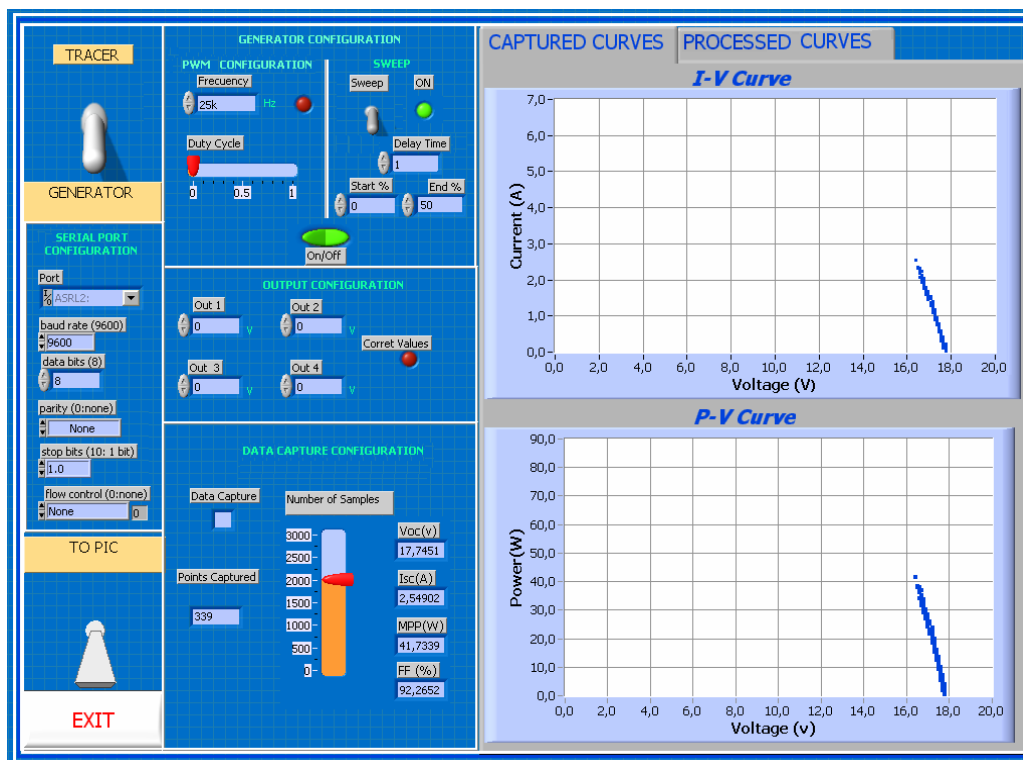 TRACER
GENERATOR
SERIAL PORT
CONFIGURATION
Port
I/O ASRL2:
baud rate (9600)
9600
data bits (8)
8
parity (0:none)
None
stop bits (10: 1 bit)
1.0
flow control (0:none)
None 0
TO PIC
EXIT
GENERATOR CONFIGURATION
PWM CONFIGURATION
Frecuency
25k Hz
Duty Cycle
0 0.5 1
SWEEP
Sweep ON
Delay Time
1
Start % End %
0 50
On/Off
OUTPUT CONFIGURATION
Out 1 Out 2
0 V 0 V
Corret Values
Out 3 Out 4
0 V 0 V
DATA CAPTURE CONFIGURATION
Data Capture
Points Captured
339
Number of Samples
3000
2500
2000
1500
1000
500
0
Voc(v)
17,7451
Isc(A)
2,54902
MPP(W)
41,7339
FF (%)
92,2652
CAPTURED CURVES PROCESSED CURVES
I-V Curve
Current (A)
7,0
6,0
5,0
4,0
3,0
2,0
1,0
0,0
0,0 2,0 4,0 6,0 8,0 10,0 12,0 14,0 16,0 18,0 20,0
Voltage (V)
P-V Curve
Power(W)
90,0
80,0
70,0
60,0
50,0
40,0
30,0
20,0
10,0
0,0
0,0 2,0 4,0 6,0 8,0 10,0 12,0 14,0 16,0 18,0 20,0
Voltage (v)